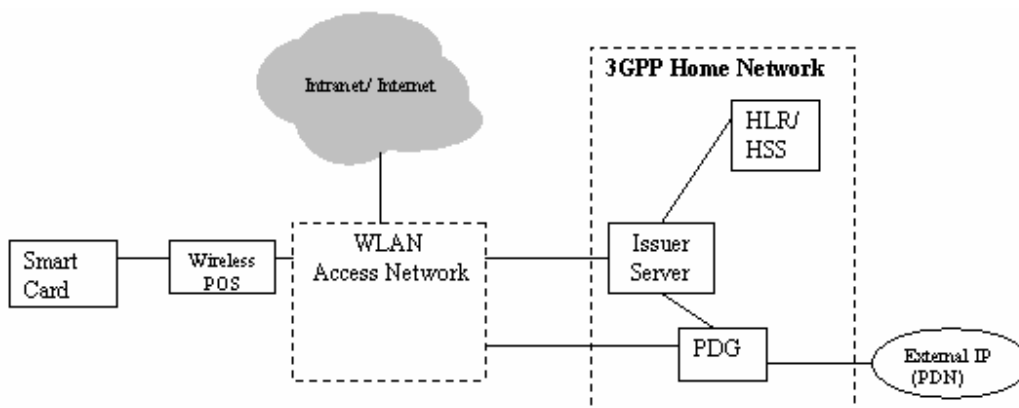 Intranet/ Internet
3GPP Home Network
HLR/
HSS
Smart
Card
Wireless
POS
WLAN
Access Network
Issuer
Server
PDG
External IP
(PDN)